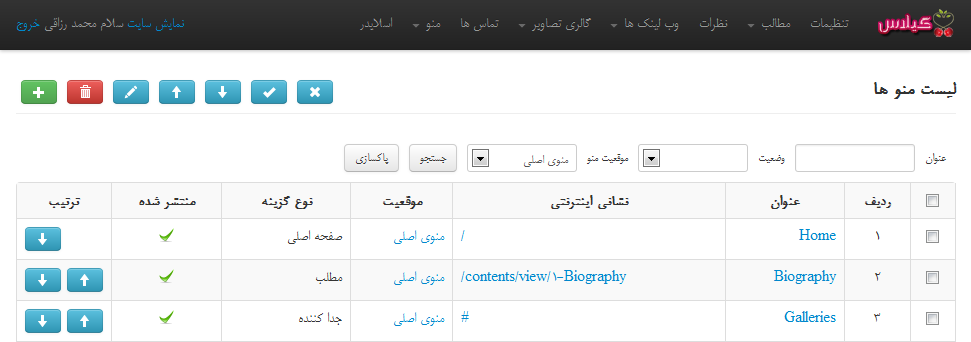 گیلاس تنظیمات مطالب نظرات وب لینک ها گالری تصاویر تماس ها منو اسلایدر نمایش سایت سلام محمد رزاقی خروج
لیست منو ها
عنوان وضعیت موقعیت منو منوی اصلی جستجو پاکسازی
ردیف عنوان نشانی اینترنتی موقعیت نوع گزینه منتشر شده ترتیب
۱ Home / منوی اصلی صفحه اصلی
۲ Biography /contents/view/۱-Biography منوی اصلی مطلب
۳ Galleries # منوی اصلی جدا کننده